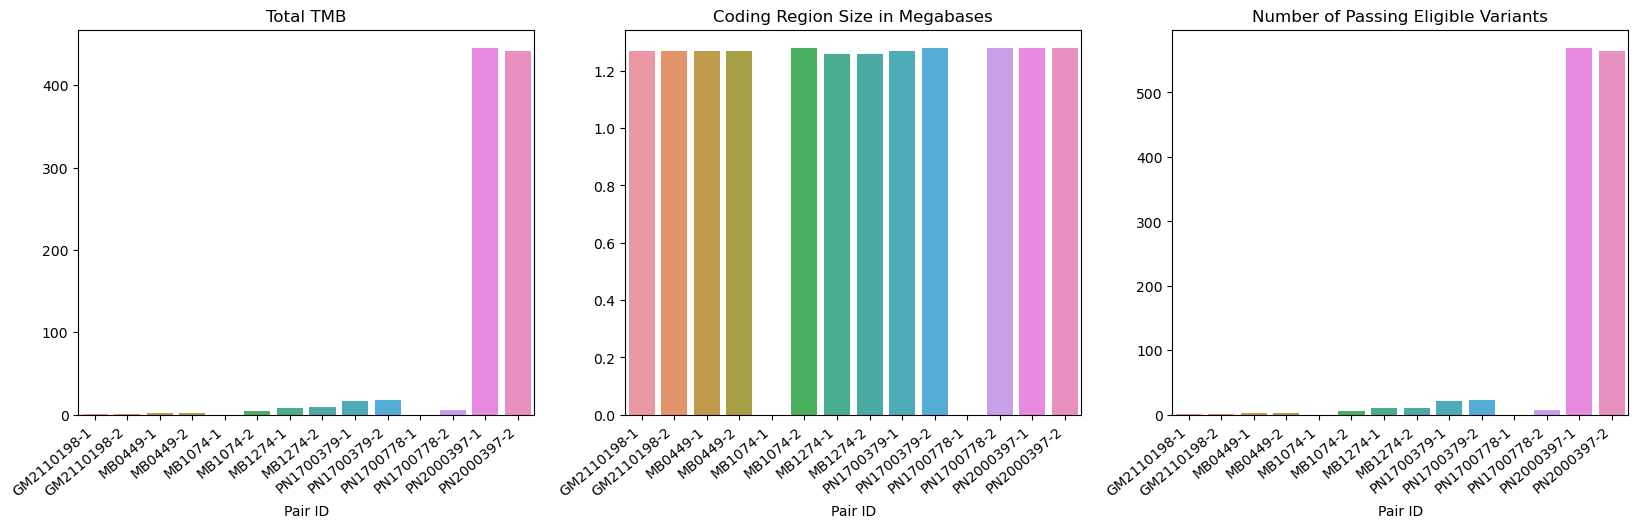 Total TMB
400
300
200
100
0
GM2110198-1
GM2110198-2
MB0449-1
MB0449-2
MB1074-1
MB1074-2
MB1274-1
MB1274-2
PN1700379-1
PN1700379-2
PN1700778-1
PN1700778-2
PN2000397-1
PN2000397-2
Pair ID
Coding Region Size in Megabases
1.2
1.0
0.8
0.6
0.4
0.2
0.0
GM2110198-1
GM2110198-2
MB0449-1
MB0449-2
MB1074-1
MB1074-2
MB1274-1
MB1274-2
PN1700379-1
PN1700379-2
PN1700778-1
PN1700778-2
PN2000397-1
PN2000397-2
Pair ID
Number of Passing Eligible Variants
500
400
300
200
100
0
GM2110198-1
GM2110198-2
MB0449-1
MB0449-2
MB1074-1
MB1074-2
MB1274-1
MB1274-2
PN1700379-1
PN1700379-2
PN1700778-1
PN1700778-2
PN2000397-1
PN2000397-2
Pair ID